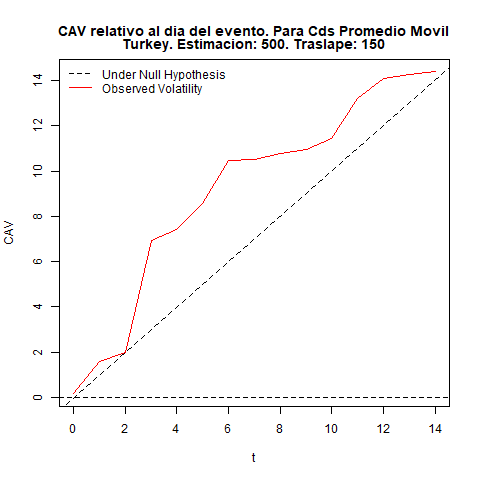 CAV relativo al dia del evento. Para Cds Promedio Movil
Turkey. Estimacion: 500. Traslape: 150
Under Null Hypothesis
Observed Volatility
14
12
10
8
6
4
2
0
CAV
0 2 4 6 8 10 12 14
t